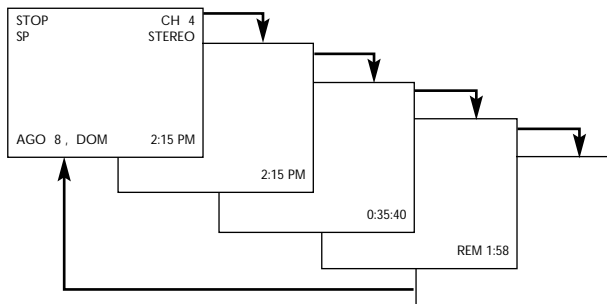 STOP CH 4
SP STEREO
AGO 8 , DOM 2:15 PM
2:15 PM
0:35:40
REM 1:58